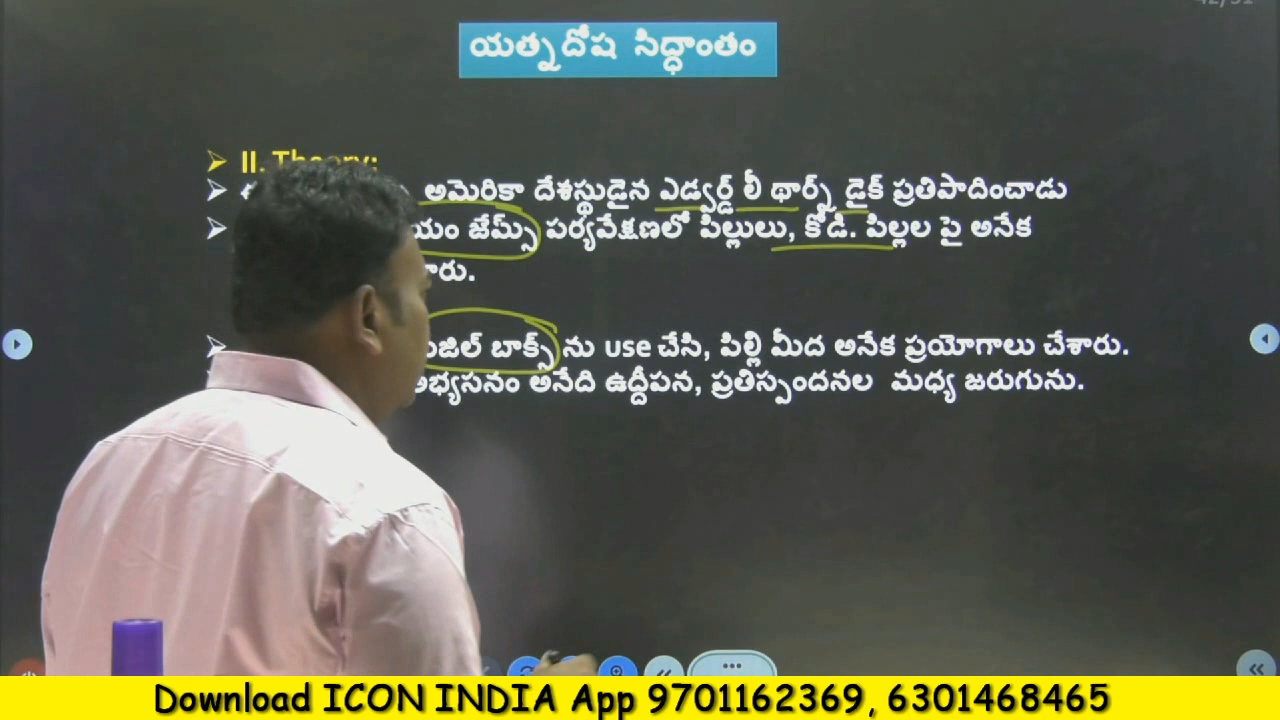 యత్నదోష సిద్ధాంతం
II. Theory:
అమెరికా దేశస్థుడైన ఎడ్వర్డ్ లీ థార్న్ డైక్ ప్రతిపాదించాడు
జేమ్స్ పర్యవేక్షణలో పిల్లులు, కోడి. పిల్లల పై అనేక
బాక్స్ ను use చేసి, పిల్లి మీద అనేక ప్రయోగాలు చేశారు.
అభ్యసనం అనేది ఉద్దీపన, ప్రతిస్పందనల మధ్య జరుగును.
Download ICON INDIA App 9701162369, 6301468465